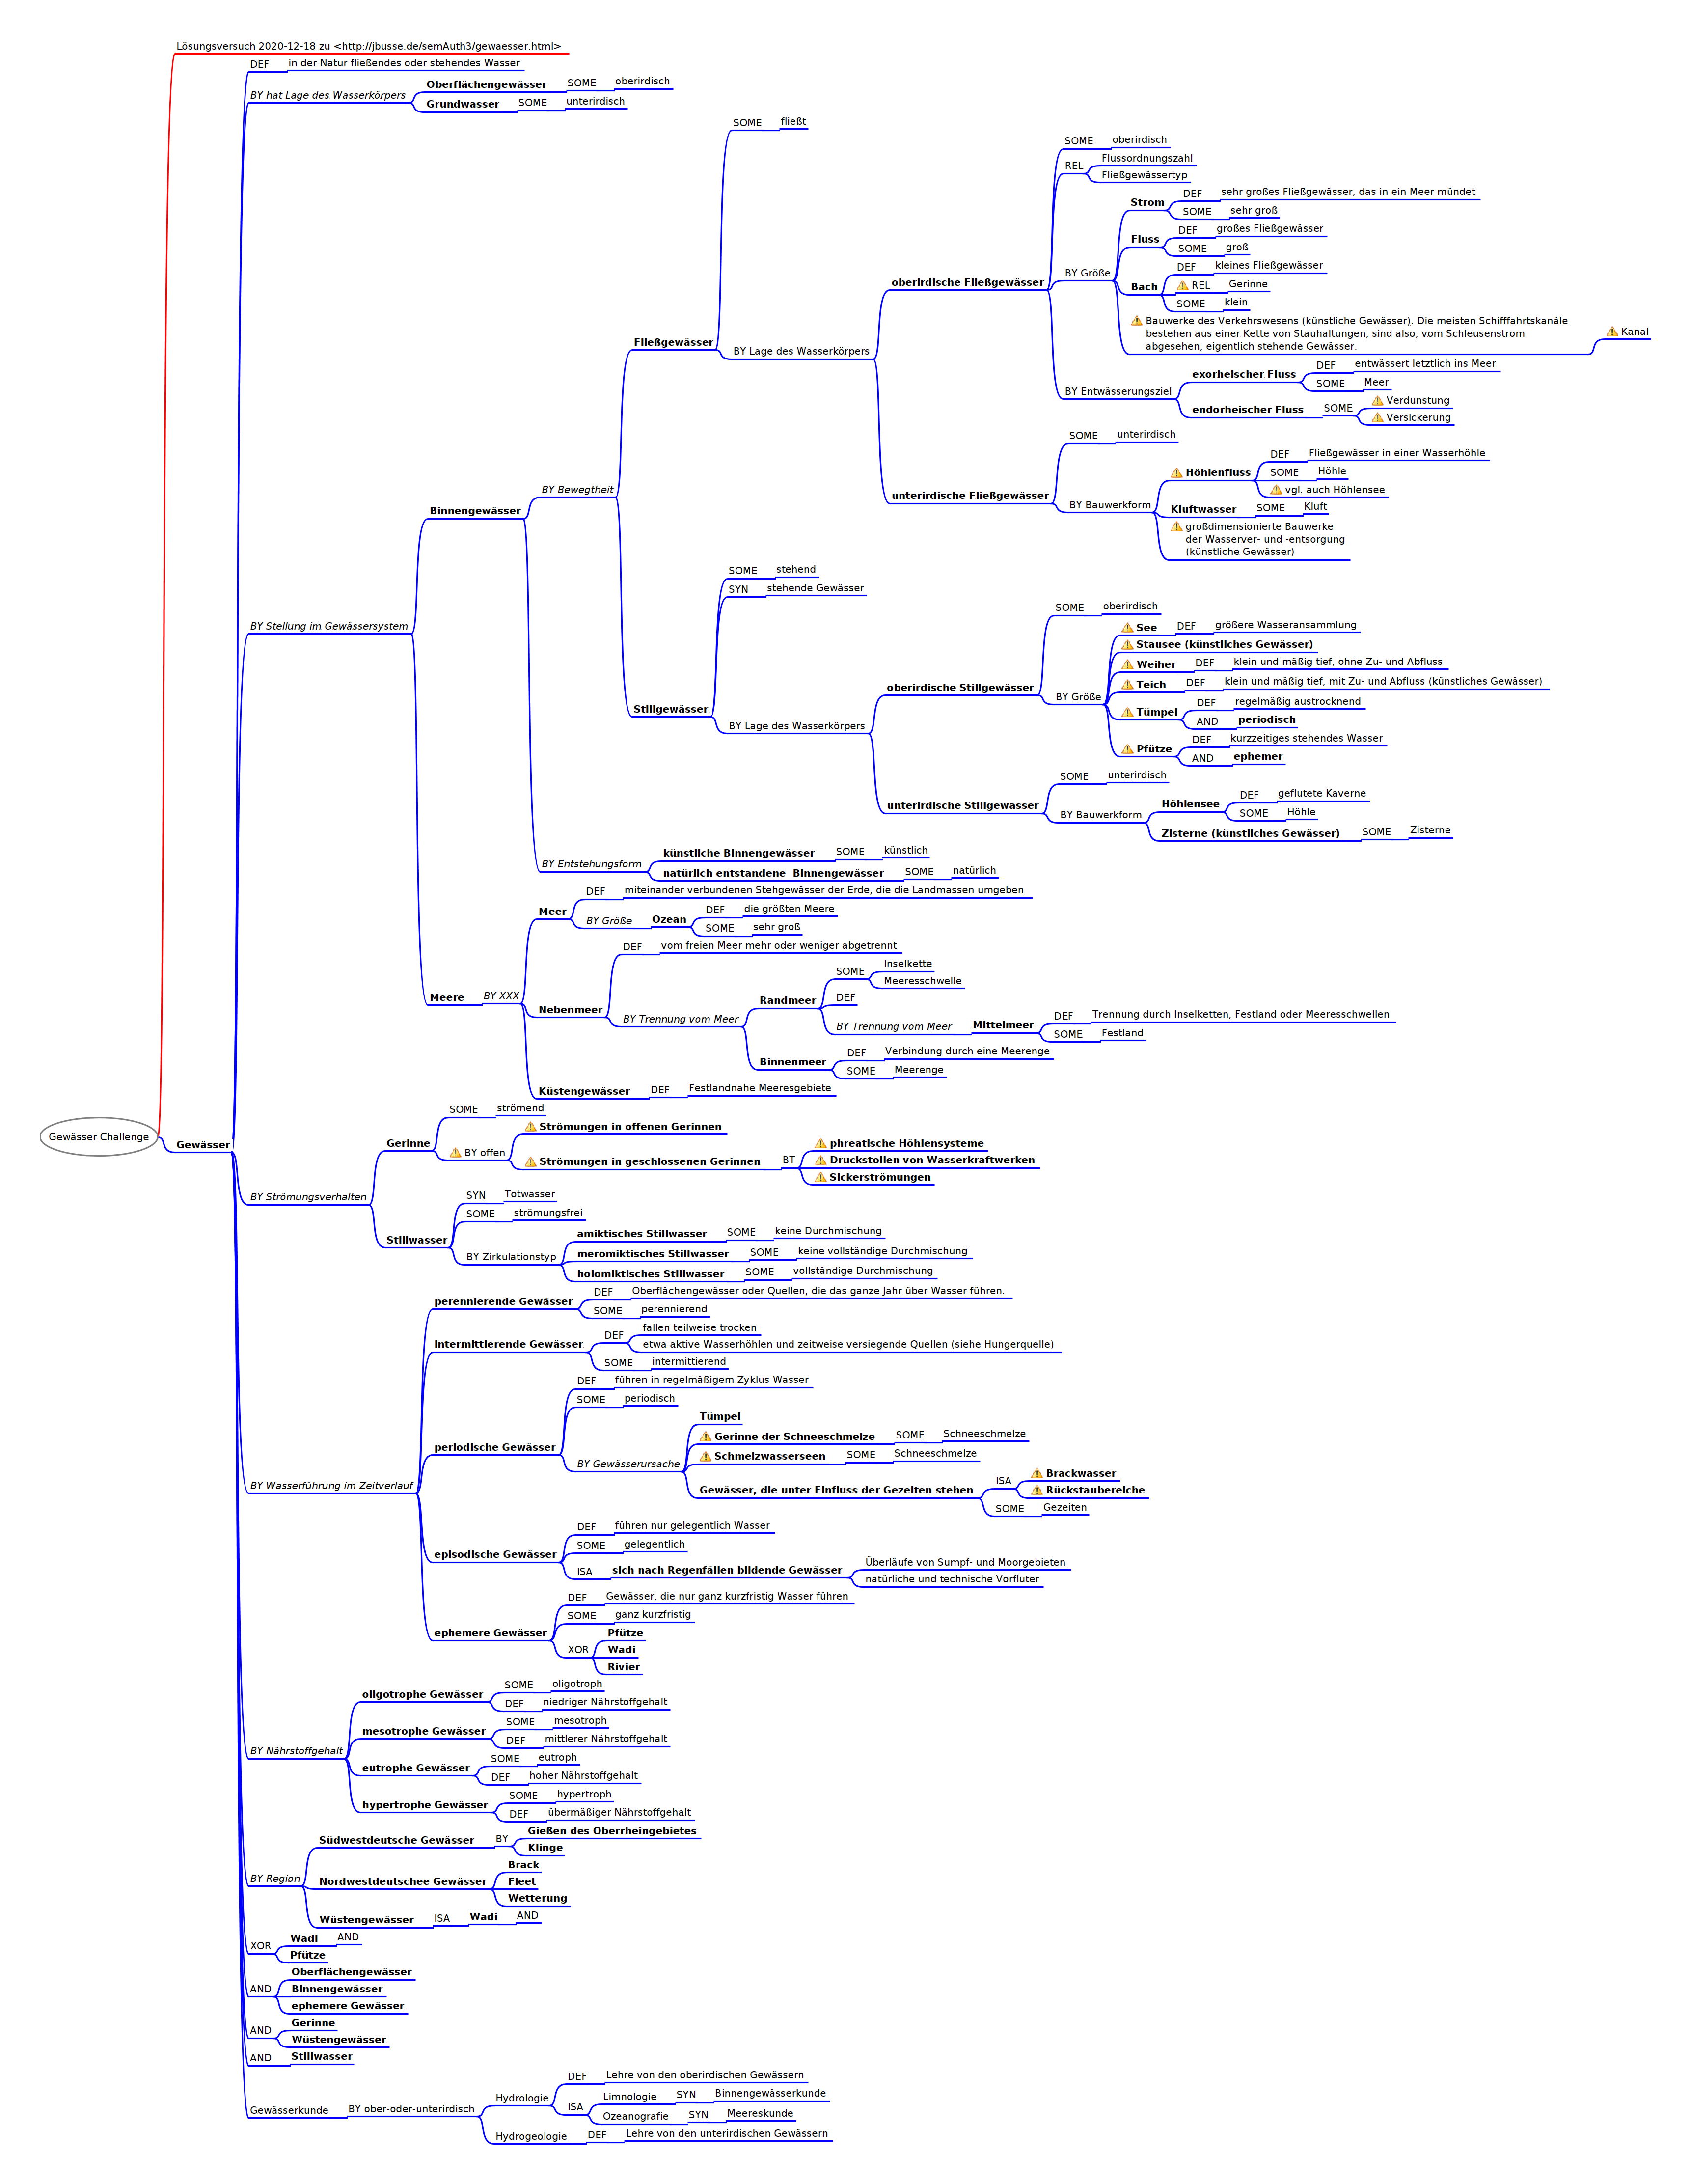 Lösungsversuch 2020-12-18 zu <http://jbusse.de/semAuth3/gewaesser.html>
DEF in der Natur fließendes oder stehendes Wasser
BY hat Lage des Wasserkörpers
Oberflächengewässer SOME oberirdisch
Grundwasser SOME unterirdisch
BY Stellung im Gewässersystem
Binnengewässer
BY Bewegtheit
Fließgewässer
SOME fließt
BY Lage des Wasserkörpers
oberirdische Fließgewässer
SOME oberirdisch
REL
Flussordnungszahl
Fließgewässertyp
BY Größe
Strom
DEF sehr großes Fließgewässer, das in ein Meer mündet
SOME sehr groß
Fluss
DEF großes Fließgewässer
SOME groß
Bach
DEF kleines Fließgewässer
REL Gerinne
SOME klein
Bauwerke des Verkehrswesens (künstliche Gewässer). Die meisten Schifffahrtskanäle
bestehen aus einer Kette von Stauhaltungen, sind also, vom Schleusenstrom
abgesehen, eigentlich stehende Gewässer.
Kanal
BY Entwässerungsziel
exorheischer Fluss
DEF entwässert letztlich ins Meer
SOME Meer
endorheischer Fluss SOME
Verdunstung
Versickerung
unterirdische Fließgewässer
SOME unterirdisch
BY Bauwerkform
Höhlenfluss
DEF Fließgewässer in einer Wasserhöhle
SOME Höhle
vgl. auch Höhlensee
Kluftwasser SOME Kluft
großdimensionierte Bauwerke
der Wasserver- und -entsorgung
(künstliche Gewässer)
Stillgewässer
SOME stehend
SYN stehende Gewässer
BY Lage des Wasserkörpers
oberirdische Stillgewässer
SOME oberirdisch
BY Größe
See DEF größere Wasseransammlung
Stausee (künstliches Gewässer)
Weiher DEF klein und mäßig tief, ohne Zu- und Abfluss
Teich DEF klein und mäßig tief, mit Zu- und Abfluss (künstliches Gewässer)
Tümpel
DEF regelmäßig austrocknend
AND periodisch
Pfütze
DEF kurzzeitiges stehendes Wasser
AND ephemer
unterirdische Stillgewässer
SOME unterirdisch
BY Bauwerkform
Höhlensee
DEF geflutete Kaverne
SOME Höhle
Zisterne (künstliches Gewässer) SOME Zisterne
BY Entstehungsform
künstliche Binnengewässer SOME künstlich
natürlich entstandene Binnengewässer SOME natürlich
Meere BY XXX
Meer
DEF miteinander verbundenen Stehgewässer der Erde, die die Landmassen umgeben
BY Größe Ozean
DEF die größten Meere
SOME sehr groß
Nebenmeer
DEF vom freien Meer mehr oder weniger abgetrennt
BY Trennung vom Meer
Randmeer
SOME
Inselkette
Meeresschwelle
DEF
BY Trennung vom Meer Mittelmeer
DEF Trennung durch Inselketten, Festland oder Meeresschwellen
SOME Festland
Binnenmeer
DEF Verbindung durch eine Meerenge
SOME Meerenge
Küstengewässer DEF Festlandnahe Meeresgebiete
Gewässer Challenge
Gewässer
BY Strömungsverhalten
Gerinne
SOME strömend
BY offen
Strömungen in offenen Gerinnen
Strömungen in geschlossenen Gerinnen BT
phreatische Höhlensysteme
Druckstollen von Wasserkraftwerken
Sickerströmungen
Stillwasser
SYN Totwasser
SOME strömungsfrei
BY Zirkulationstyp
amiktisches Stillwasser SOME keine Durchmischung
meromiktisches Stillwasser SOME keine vollständige Durchmischung
holomiktisches Stillwasser SOME vollständige Durchmischung
BY Wasserführung im Zeitverlauf
perennierende Gewässer
DEF Oberflächengewässer oder Quellen, die das ganze Jahr über Wasser führen.
SOME perennierend
intermittierende Gewässer
DEF
fallen teilweise trocken
etwa aktive Wasserhöhlen und zeitweise versiegende Quellen (siehe Hungerquelle)
SOME intermittierend
periodische Gewässer
DEF führen in regelmäßigem Zyklus Wasser
SOME periodisch
BY Gewässerursache
Tümpel
Gerinne der Schneeschmelze SOME Schneeschmelze
Schmelzwasserseen SOME Schneeschmelze
Gewässer, die unter Einfluss der Gezeiten stehen
ISA
Brackwasser
Rückstaubereiche
SOME Gezeiten
episodische Gewässer
DEF führen nur gelegentlich Wasser
SOME gelegentlich
ISA sich nach Regenfällen bildende Gewässer
Überläufe von Sumpf- und Moorgebieten
natürliche und technische Vorfluter
ephemere Gewässer
DEF Gewässer, die nur ganz kurzfristig Wasser führen
SOME ganz kurzfristig
XOR
Pfütze
Wadi
Rivier
BY Nährstoffgehalt
oligotrophe Gewässer
SOME oligotroph
DEF niedriger Nährstoffgehalt
mesotrophe Gewässer
SOME mesotroph
DEF mittlerer Nährstoffgehalt
eutrophe Gewässer
SOME eutroph
DEF hoher Nährstoffgehalt
hypertrophe Gewässer
SOME hypertroph
DEF übermäßiger Nährstoffgehalt
BY Region
Südwestdeutsche Gewässer BY
Gießen des Oberrheingebietes
Klinge
Nordwestdeutschee Gewässer
Brack
Fleet
Wetterung
Wüstengewässer ISA Wadi AND
XOR
Wadi AND
Pfütze
AND
Oberflächengewässer
Binnengewässer
ephemere Gewässer
AND
Gerinne
Wüstengewässer
AND Stillwasser
Gewässerkunde BY ober-oder-unterirdisch
Hydrologie
DEF Lehre von den oberirdischen Gewässern
ISA
Limnologie SYN Binnengewässerkunde
Ozeanografie SYN Meereskunde
Hydrogeologie DEF Lehre von den unterirdischen Gewässern